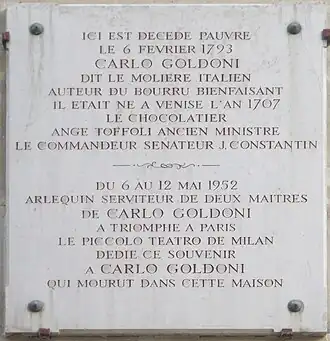 ICI EST DECEDE PAUVRE
LE 6 FEVRIER 1793
CARLO GOLDONI
DIT LE MOLIERE ITALIEN
AUTEUR DU BOURRU BIENFAISANT
IL ETAIT NE A VENISE L'AN 1707
LE CHOCOLATIER
ANGE TOFFOLI ANCIEN MINISTRE
LE COMMANDEUR SENATEUR J. CONSTANTIN
DU 6 AU 12 MAI 1952
ARLEQUIN SERVITEUR DE DEUX MAITRES
DE CARLO GOLDONI
A TRIOMPHE A PARIS
LE PICCOLO TEATRO DE MILAN
DEDIE CE SOUVENIR
A CARLO GOLDONI
QUI MOURUT DANS CETTE MAISON